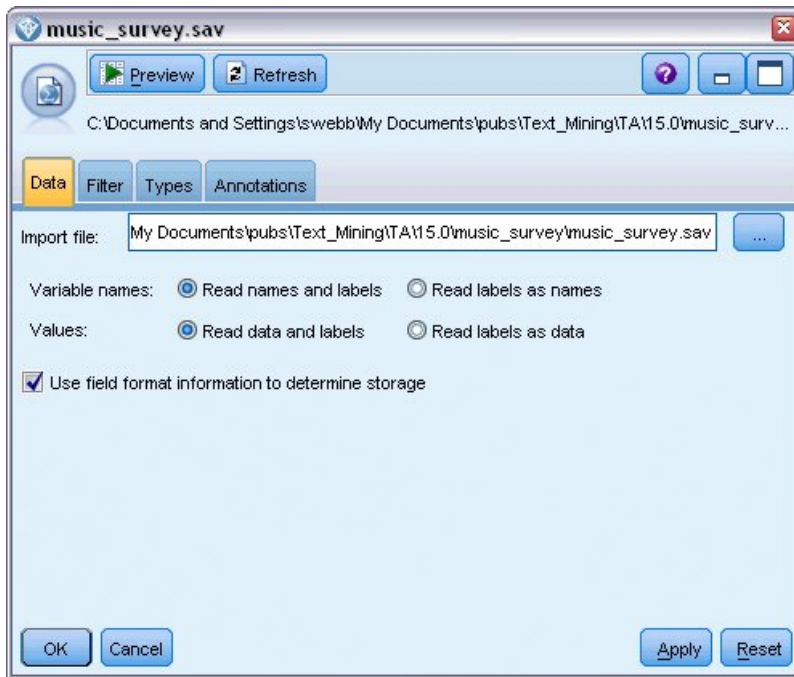 music_survey.sav
Preview Refresh
C:\Documents and Settings\swebb\My Documents\pubs\Text_Mining\TA\15.0\music_surv...
Data Filter Types Annotations
Import file: My Documents\pubs\Text_Mining\TA\15.0\music_survey\music_survey.sav ...
Variable names: Read names and labels Read labels as names
Values: Read data and labels Read labels as data
Use field format information to determine storage
OK Cancel Apply Reset